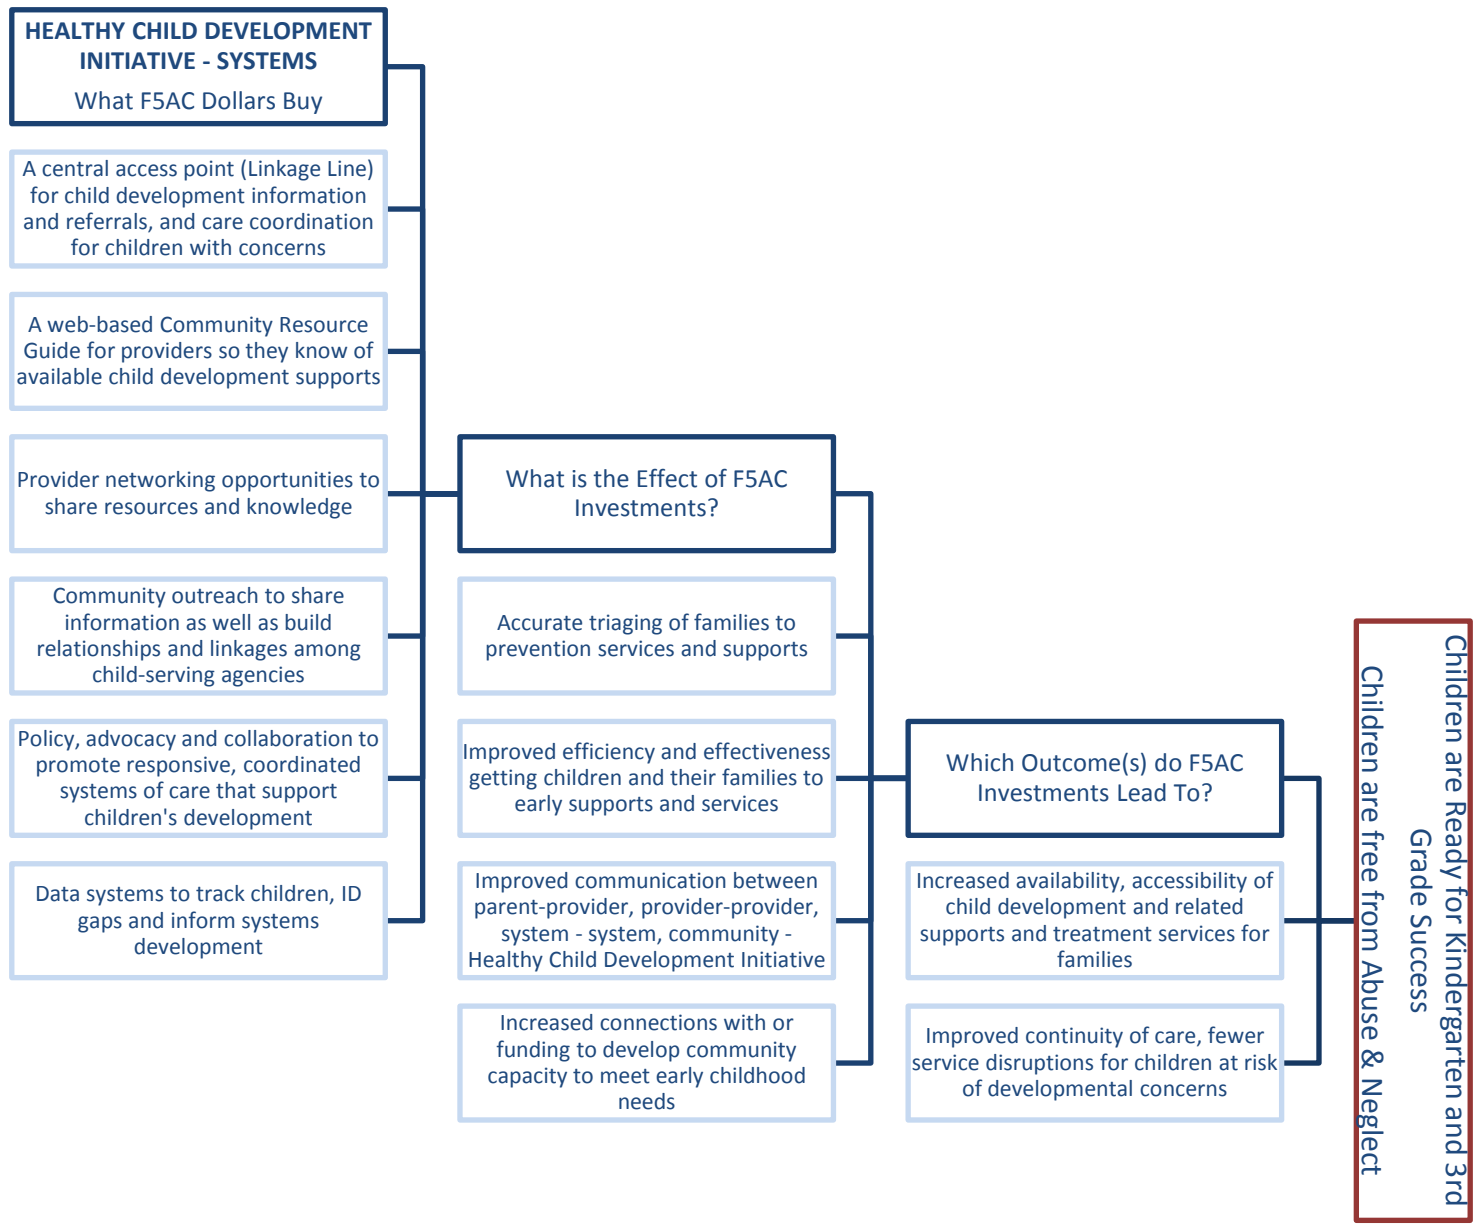 HEALTHY CHILD DEVELOPMENT
INITIATIVE - SYSTEMS
What F5AC Dollars Buy
A central access point (Linkage Line)
for child development information
and referrals, and care coordination
for children with concerns
A web-based Community Resource
Guide for providers so they know of
available child development supports
Provider networking opportunities to
share resources and knowledge
Community outreach to share
information as well as build
relationships and linkages among
child-serving agencies
Policy, advocacy and collaboration to
promote responsive, coordinated
systems of care that support
children's development
Data systems to track children, ID
gaps and inform systems
development
What is the Effect of F5AC
Investments?
Accurate triaging of families to
prevention services and supports
Improved efficiency and effectiveness
getting children and their families to
early supports and services
Improved communication between
parent-provider, provider-provider,
system - system, community -
Healthy Child Development Initiative
Increased connections with or
funding to develop community
capacity to meet early childhood
needs
Which Outcome(s) do F5AC
Investments Lead To?
Increased availability, accessibility of
child development and related
supports and treatment services for
families
Improved continuity of care, fewer
service disruptions for children at risk
of developmental concerns
Children are Ready for Kindergarten and 3rd
Grade Success
Children are free from Abuse & Neglect